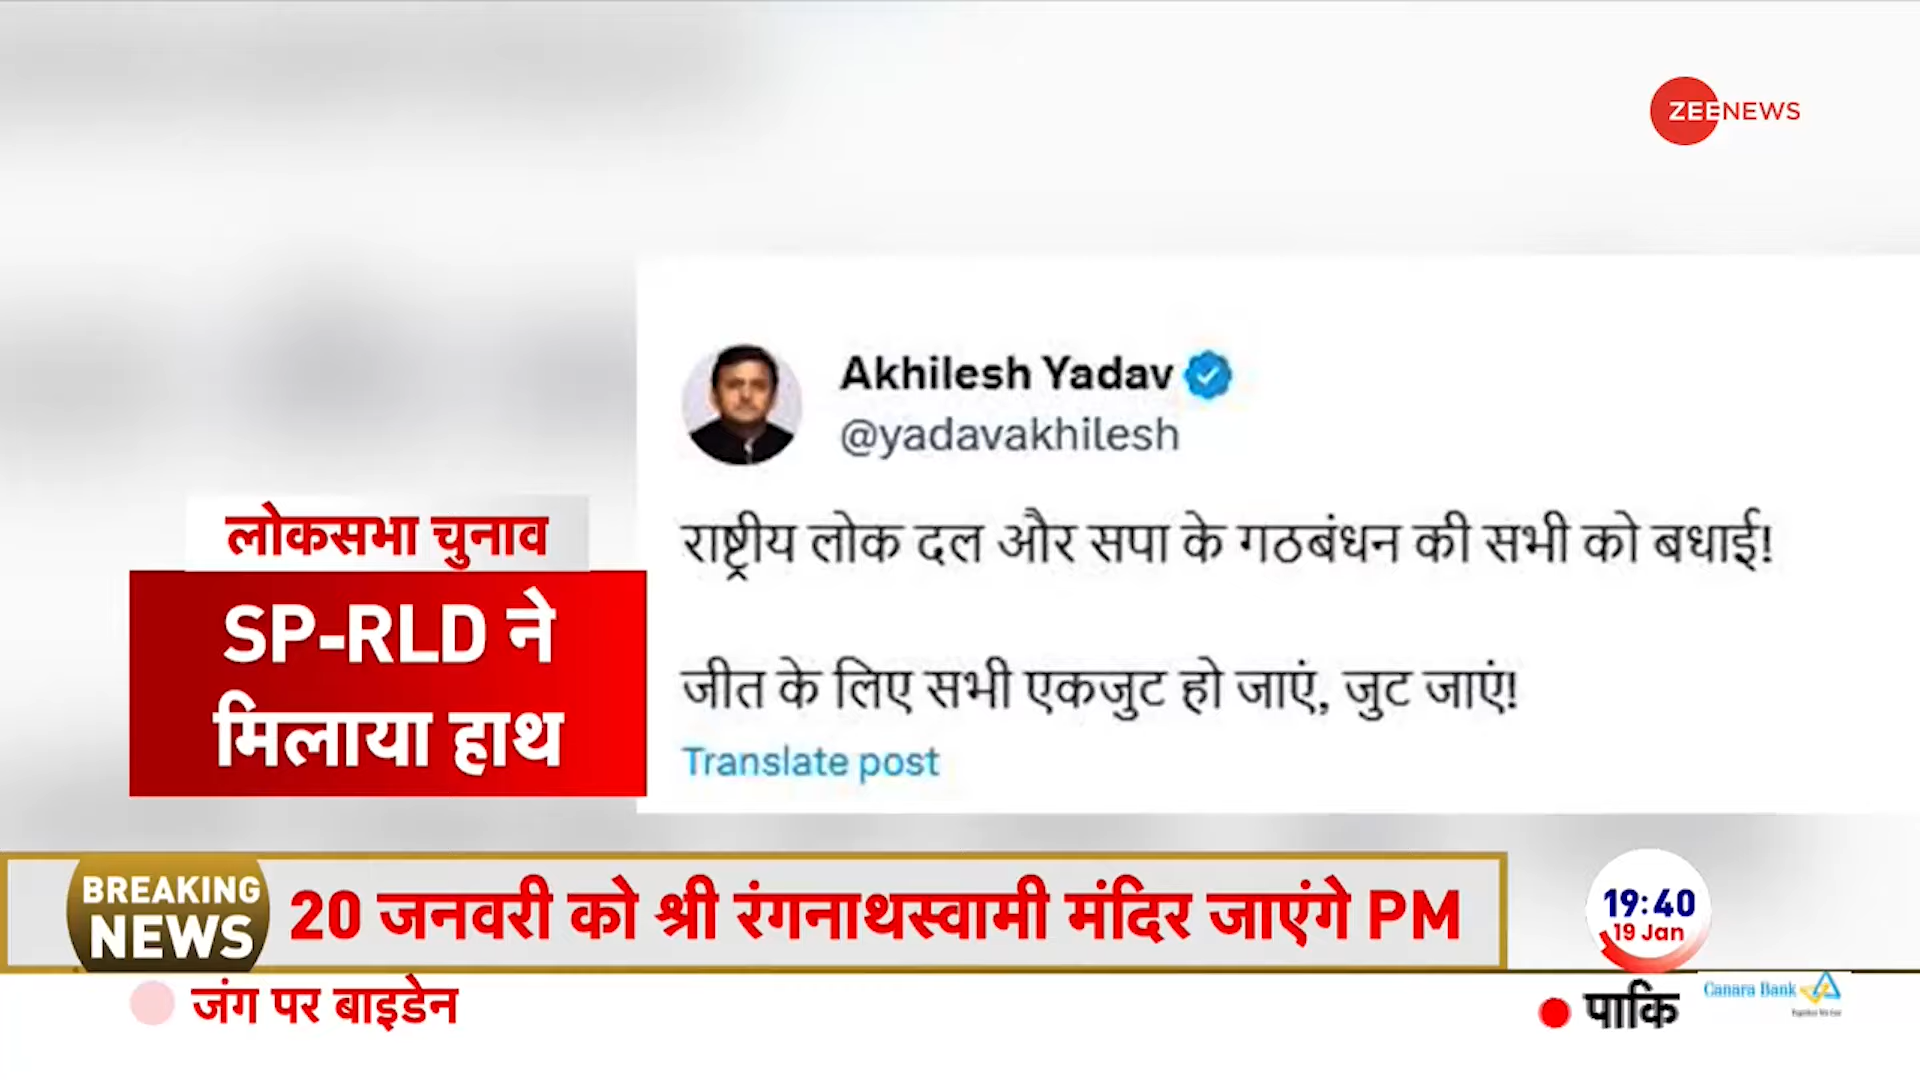 ZEENEWS
Akhilesh Yadav
@yadavakhilesh
राष्ट्रीय लोक दल और सपा के गठबंधन की सभी को बधाई!
जीत के लिए सभी एकजुट हो जाएं, जुट जाएं!
Translate post
लोकसभा चुनाव
SP-RLD ने
मिलाया हाथ
BREAKING
NEWS
20 जनवरी को श्री रंगनाथस्वामी मंदिर जाएंगे PM
19:40
19 Jan
जंग पर बाइडेन
पाकि
Canara Bank